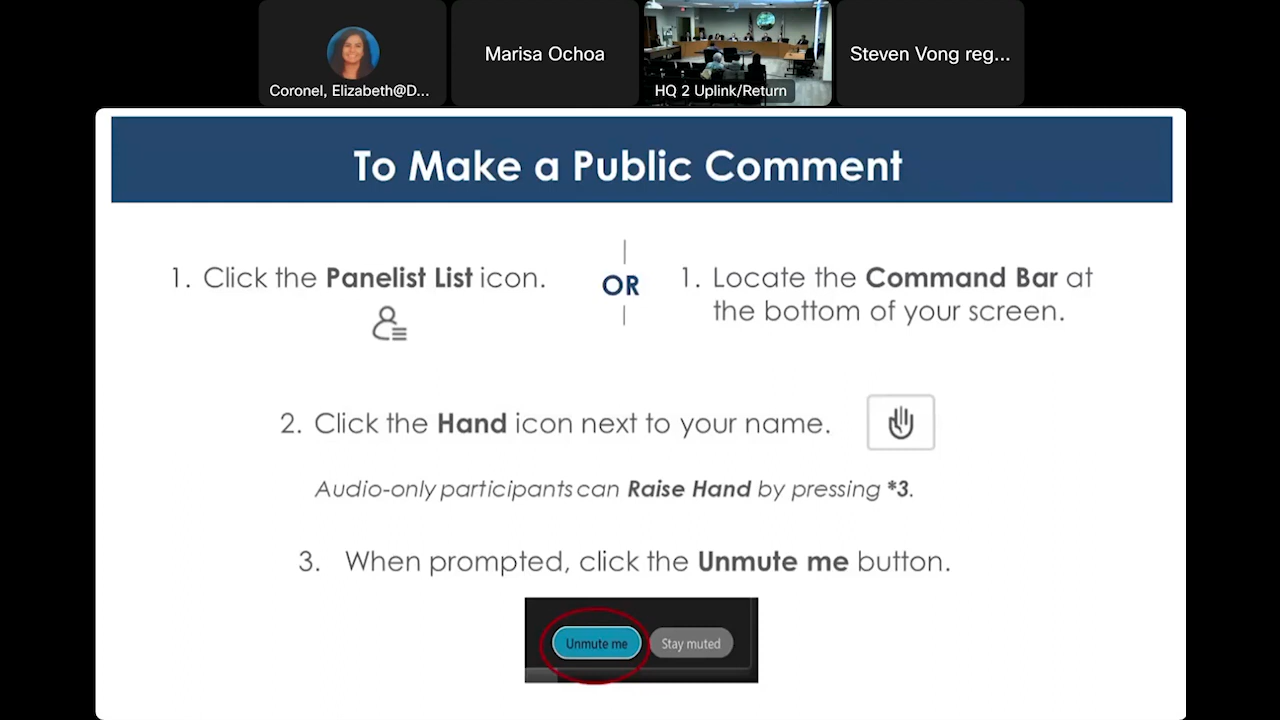 Coronel, Elizabeth@D...
Marisa Ochoa
HQ 2 Uplink/Return
Steven Vong reg...
To Make a Public Comment
1. Click the Panelist List icon.
OR
1. Locate the Command Bar at
the bottom of your screen.
2. Click the Hand icon next to your name.
Audio-only participants can Raise Hand by pressing *3.
3. When prompted, click the Unmute me button.
Unmute me
Stay muted